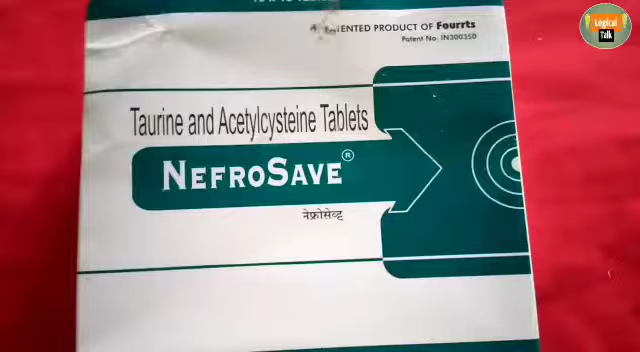 PATENTED PRODUCT OF Fourrts
Patent No. IN300350
Logical
Talk
Taurine and Acetylcysteine Tablets
NEFROSAVE®
नेफ्रोसेव्ह